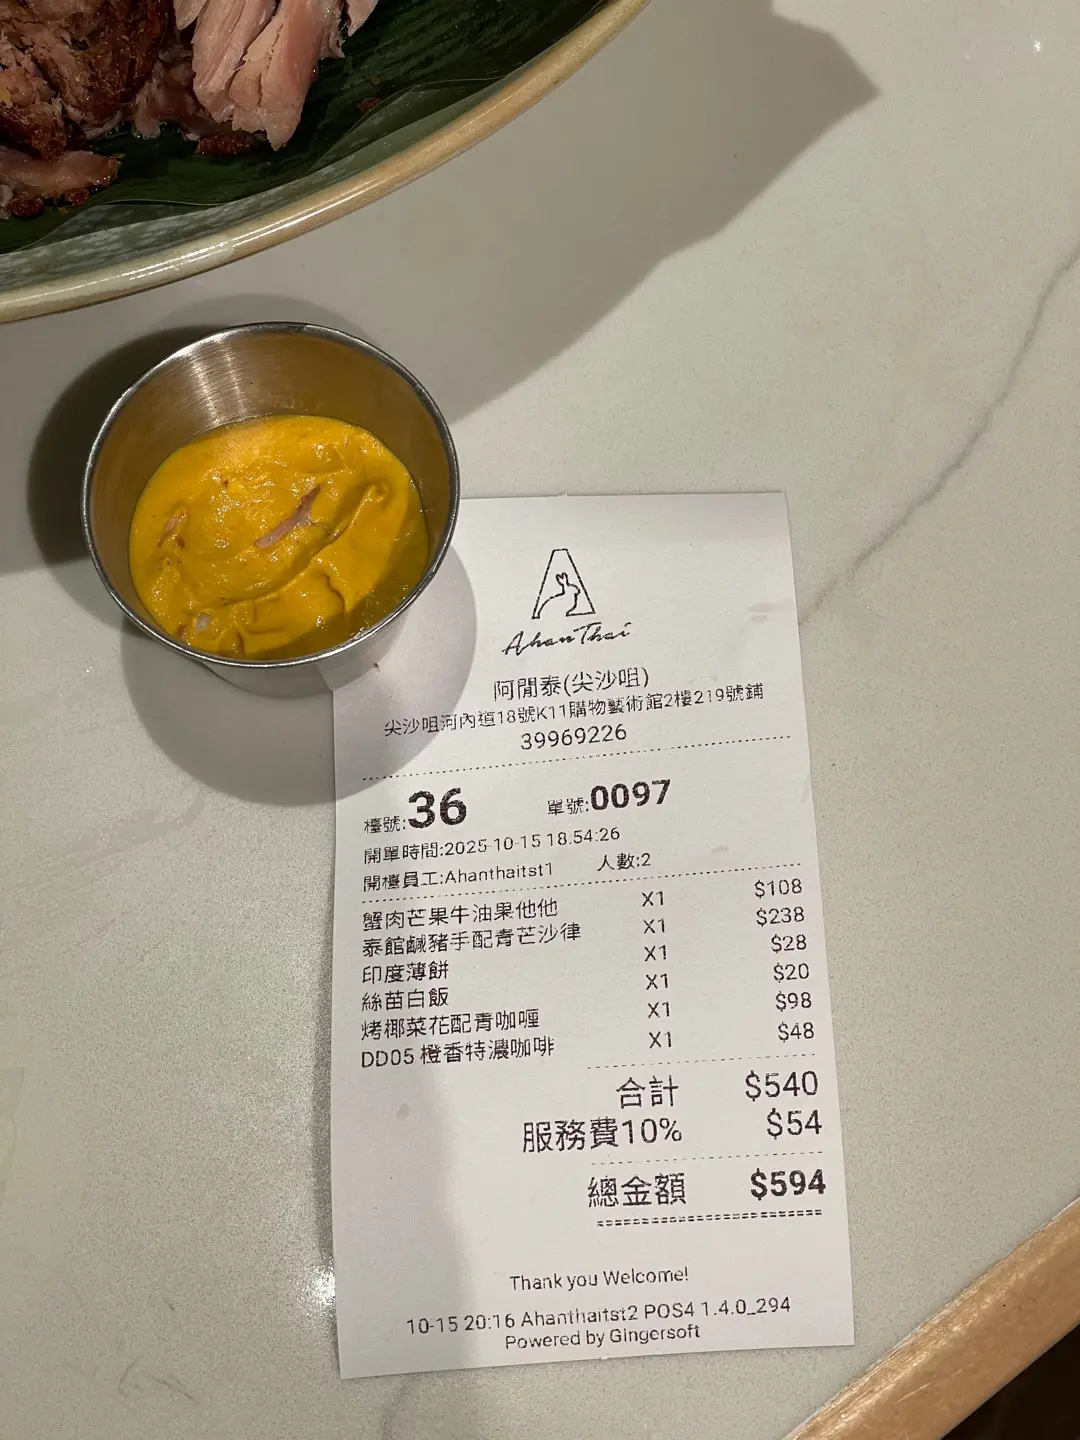 A
Ahan Thai
阿閒泰(尖沙咀)
尖沙咀河內道18號K11購物藝術館2樓219號鋪
39969226
檯號:36 單號:0097
開單時間:2025-10-15 18:54:26
開檯員工:Ahanthaitst1 人數:2
蟹肉芒果牛油果他他 X1 $108
泰館鹹豬手配青芒沙律 X1 $238
印度薄餅 X1 $28
絲苗白飯 X1 $20
烤椰菜花配青咖喱 X1 $98
DD05 橙香特濃咖啡 X1 $48
合計 $540
服務費10% $54
總金額 $594
Thank you Welcome!
10-15 20:16 Ahanthaitst2 POS4 1.4.0_294
Powered by Gingersoft